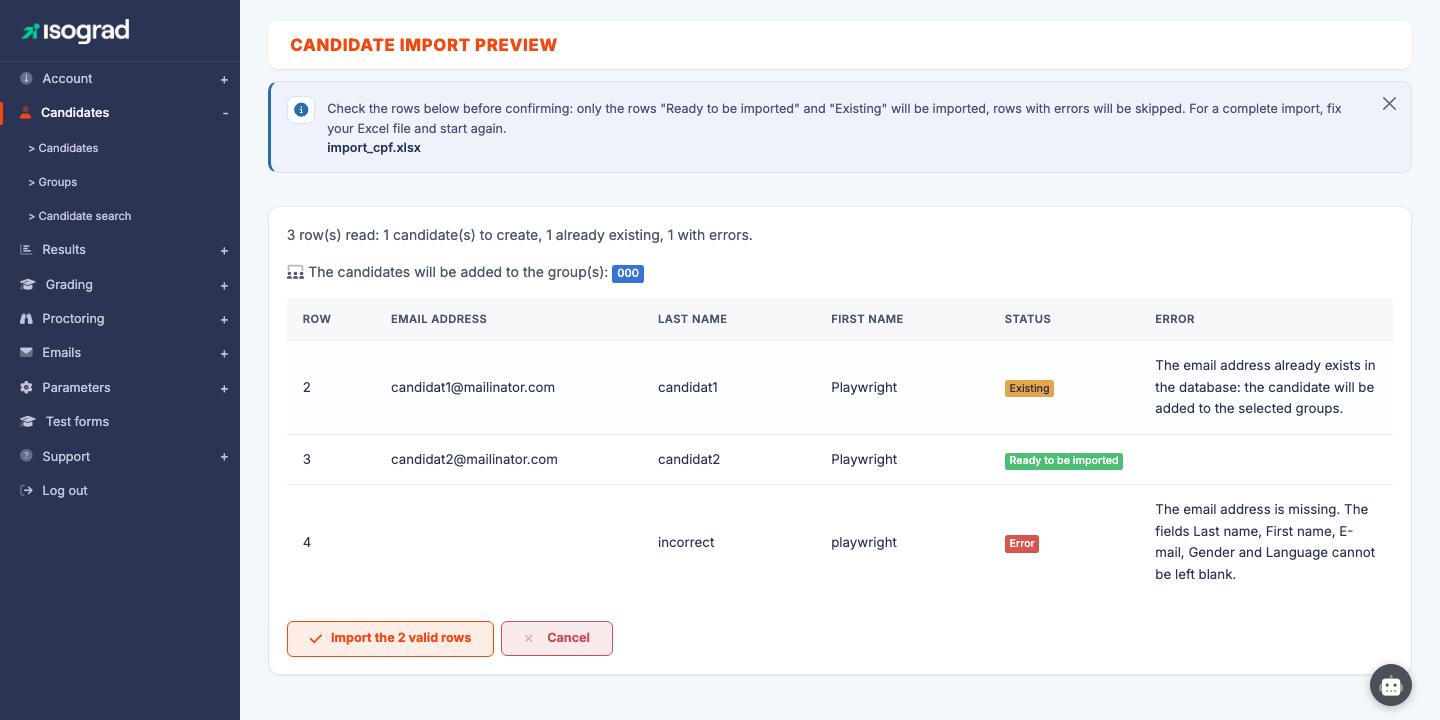 isograd
Account +
Candidates -
> Candidates
> Groups
> Candidate search
Results +
Grading +
Proctoring +
Emails +
Parameters +
Test forms
Support +
Log out
CANDIDATE IMPORT PREVIEW
Check the rows below before confirming: only the rows "Ready to be imported" and "Existing" will be imported, rows with errors will be skipped. For a complete import, fix
your Excel file and start again.
import_cpf.xlsx
3 row(s) read: 1 candidate(s) to create, 1 already existing, 1 with errors.
The candidates will be added to the group(s): 000
ROW EMAIL ADDRESS LAST NAME FIRST NAME STATUS ERROR
2 candidat1@mailinator.com candidat1 Playwright Existing
The email address already exists in
the database: the candidate will be
added to the selected groups.
3 candidat2@mailinator.com candidat2 Playwright Ready to be imported
4 incorrect playwright Error
The email address is missing. The
fields Last name, First name, E-
mail, Gender and Language cannot
be left blank.
Import the 2 valid rows
Cancel